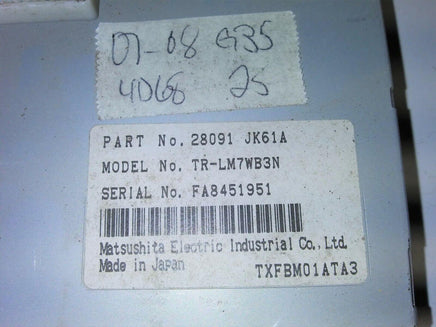 07-08 G35
4D68 25
PART No. 28091 JK61A
MODEL No. TR-LM7WB3N
SERIAL No. FA8451951
Matsushita Electric Industrial Co., Ltd.
Made in Japan TXFBM01ATA3